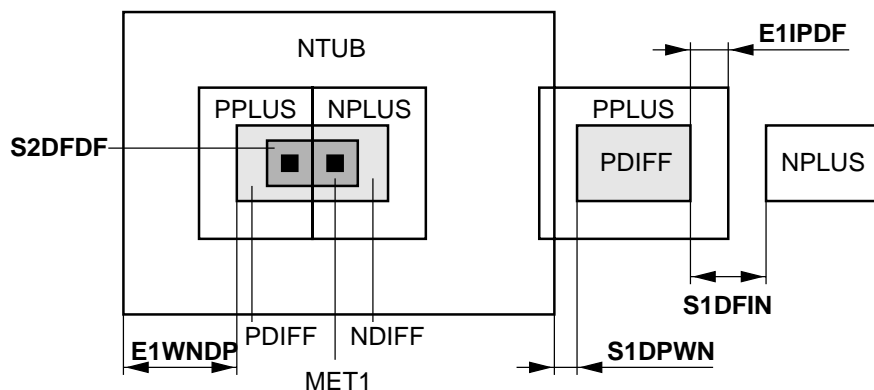 E1IPDF
NTUB
PPLUS NPLUS
PPLUS
S2DFDF
PDIFF
NPLUS
S1DFIN
PDIFF
NDIFF
E1WNDP
S1DPWN
MET1